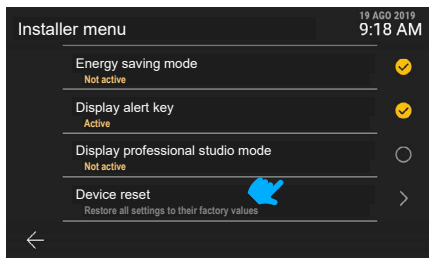 19 AGO 2019
Installer menu 9:18 AM
Energy saving mode
Not active
Display alert key
Active
Display professional studio mode
Not active
Device reset
Restore all settings to their factory values